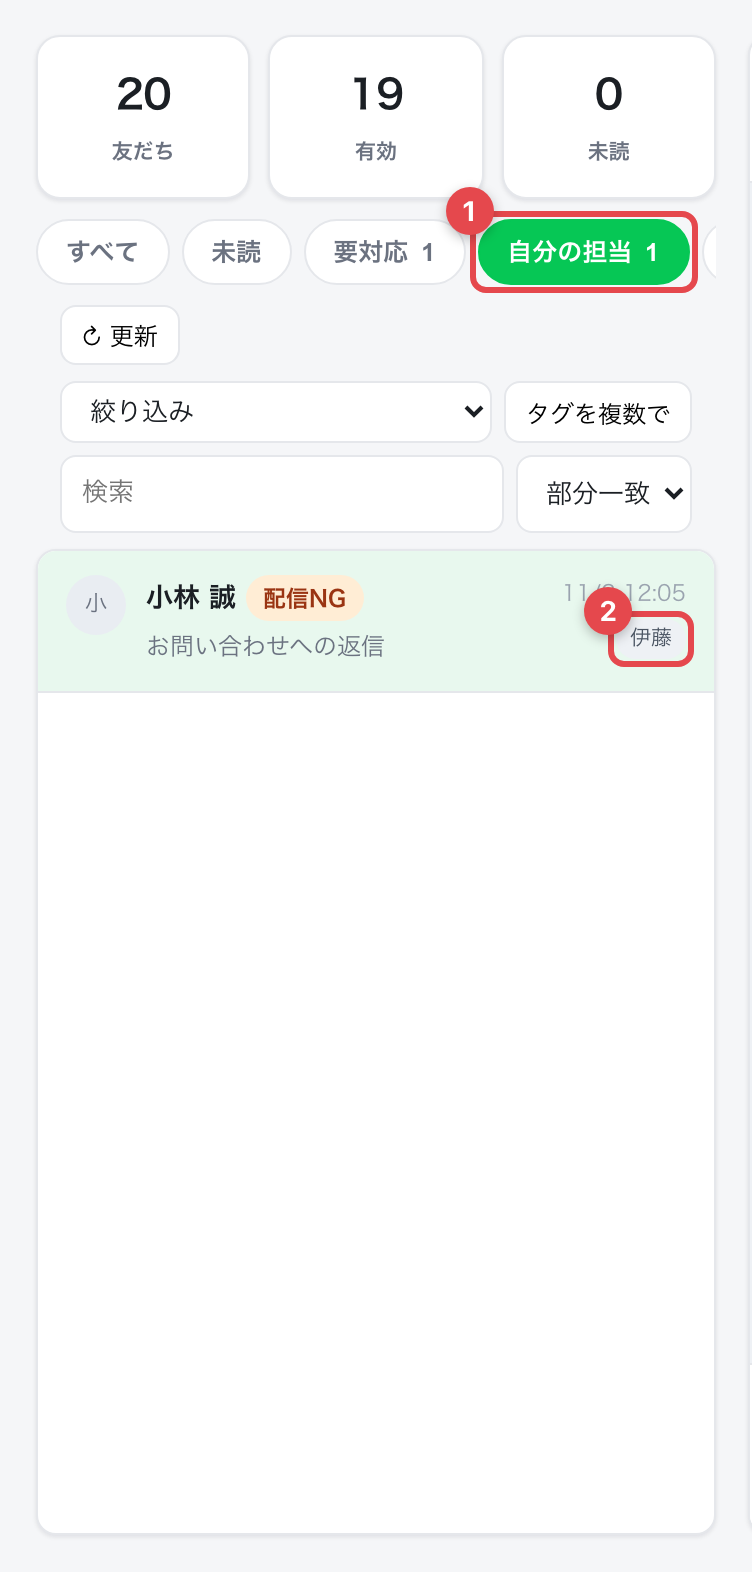 20
友だち
19
有効
0
未読
1
すべて
未読
要対応 1
自分の担当 1
↻ 更新
絞り込み
タグを複数で
検索
部分一致
小
小林 誠
配信NG
12:05
お問い合わせへの返信
2
伊藤